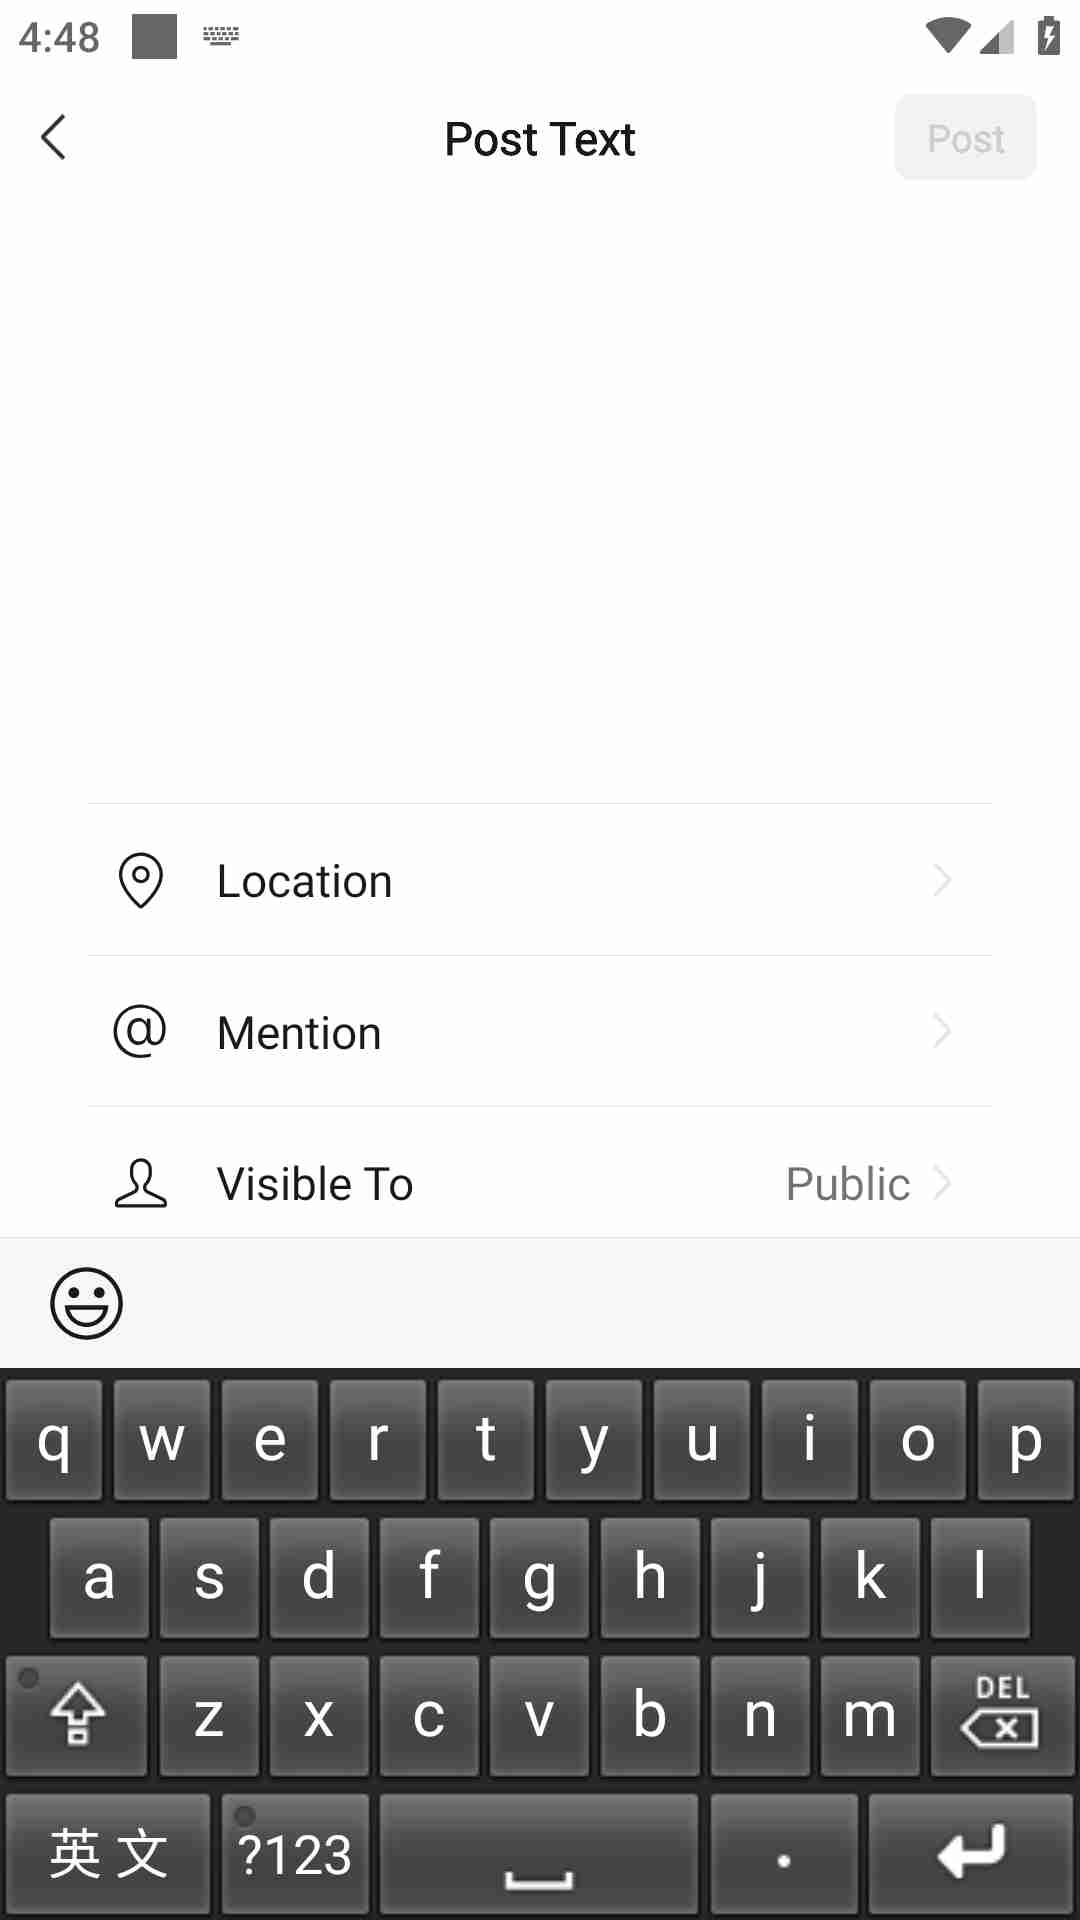 4:48
Post Text
Post
Location
@ Mention
Visible To Public
q w e r t y u i o p
a s d f g h j k l
DEL
z x c v b n m
英文 ?123 .